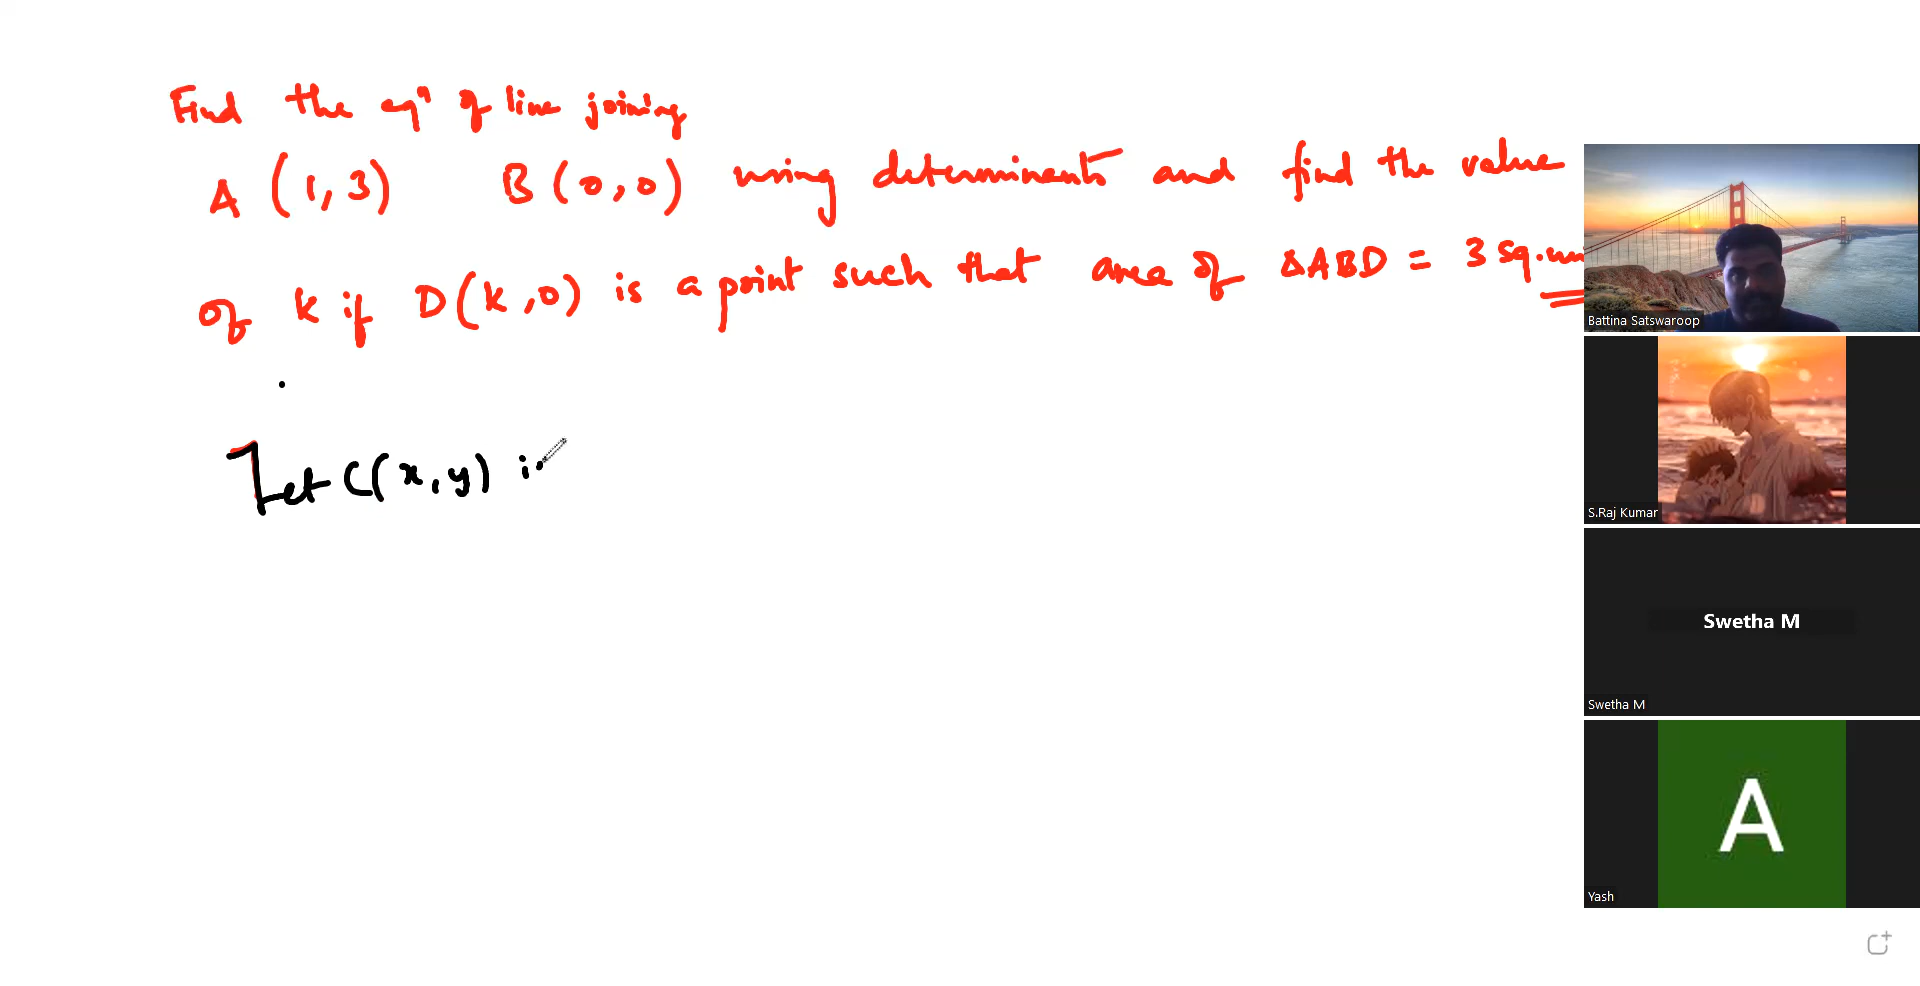 Find the eqn of line joining
A (1,3) B(0,0) using determinants and find the value
of k if D(k,0) is a point such that area of ΔABD = 3 sq.un
Let C(x,y) is
Battina Satswaroop
S.Raj Kumar
Swetha M
Swetha M
A
Yash